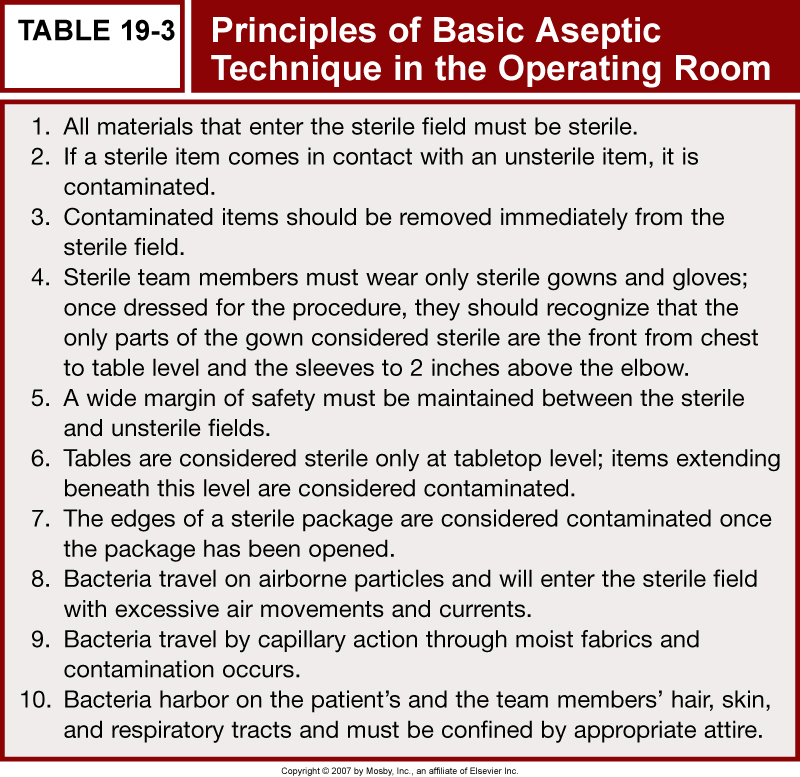 TABLE 19-3
Principles of Basic Aseptic
Technique in the Operating Room
1. All materials that enter the sterile field must be sterile.
2. If a sterile item comes in contact with an unsterile item, it is
contaminated.
3. Contaminated items should be removed immediately from the
sterile field.
4. Sterile team members must wear only sterile gowns and gloves;
once dressed for the procedure, they should recognize that the
only parts of the gown considered sterile are the front from chest
to table level and the sleeves to 2 inches above the elbow.
5. A wide margin of safety must be maintained between the sterile
and unsterile fields.
6. Tables are considered sterile only at tabletop level; items extending
beneath this level are considered contaminated.
7. The edges of a sterile package are considered contaminated once
the package has been opened.
8. Bacteria travel on airborne particles and will enter the sterile field
with excessive air movements and currents.
9. Bacteria travel by capillary action through moist fabrics and
contamination occurs.
10. Bacteria harbor on the patient’s and the team members’ hair, skin,
and respiratory tracts and must be confined by appropriate attire.
Copyright © 2007 by Mosby, Inc., an affiliate of Elsevier Inc.